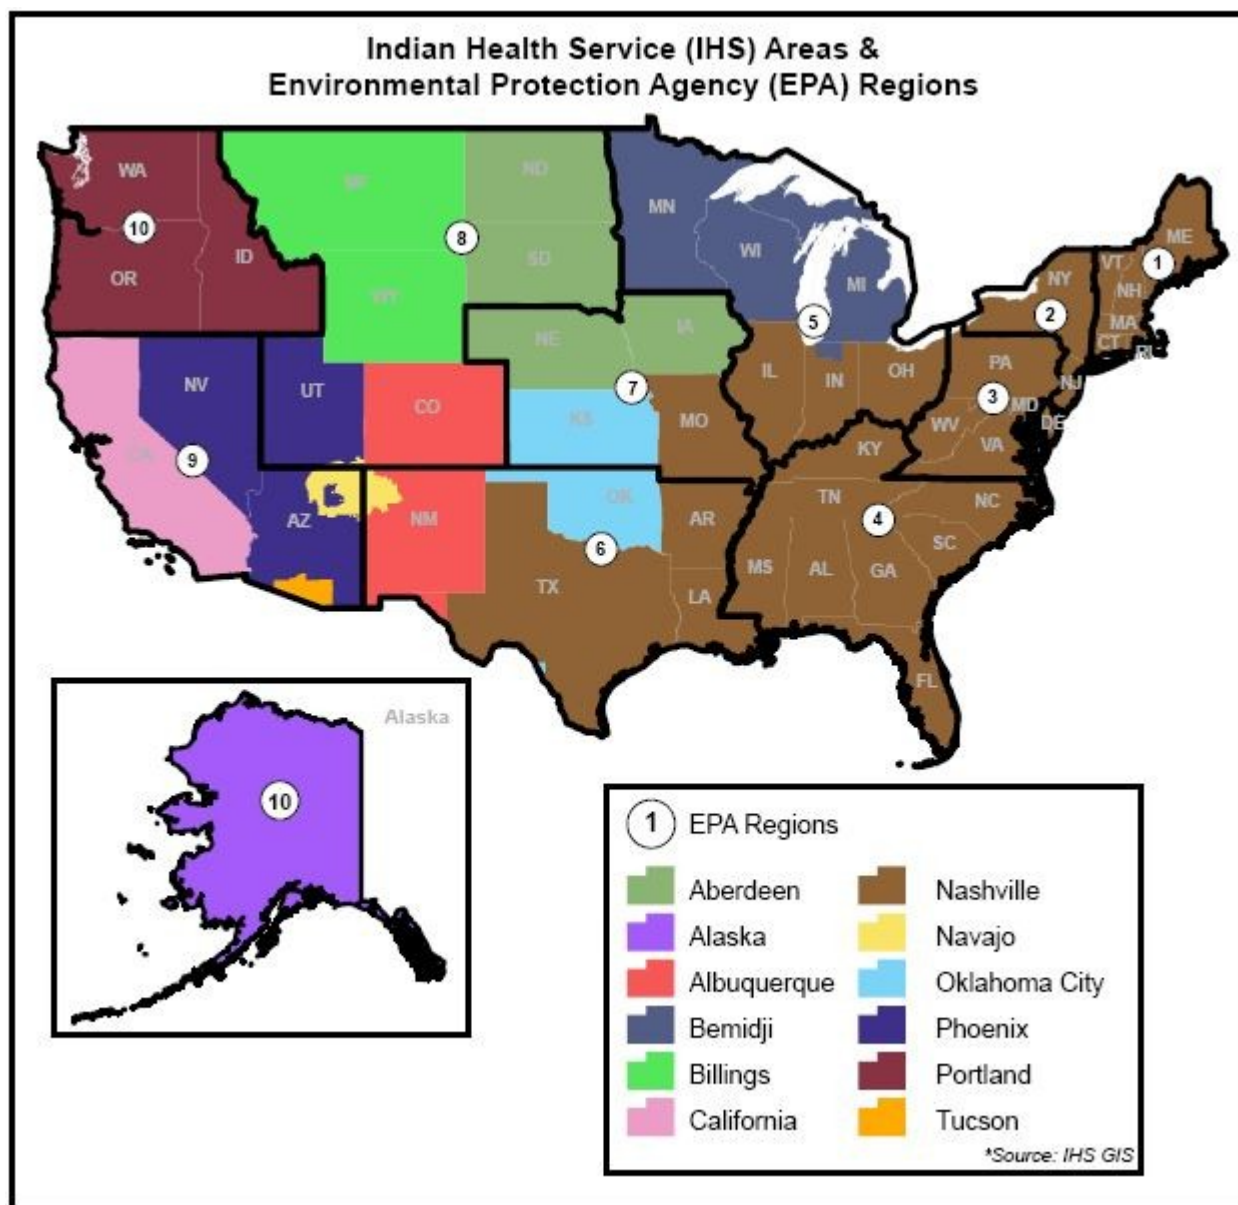 Indian Health Service (IHS) Areas &
Environmental Protection Agency (EPA) Regions
WA
MT
ND
MN
ME
10
8
WI
VT
1
OR
ID
SD
MI
NY
NH
WY
5
2
MA
NE
IA
CT
RI
NV
UT
CO
7
IL
IN
OH
PA
NJ
3
MD
DE
KS
MO
WV
VA
CA
9
KY
AZ
NM
OK
AR
TN
NC
4
6
SC
TX
MS
AL
GA
LA
FL
Alaska
10
1 EPA Regions
Aberdeen
Alaska
Albuquerque
Bemidji
Billings
California
Nashville
Navajo
Oklahoma City
Phoenix
Portland
Tucson
*Source: IHS GIS